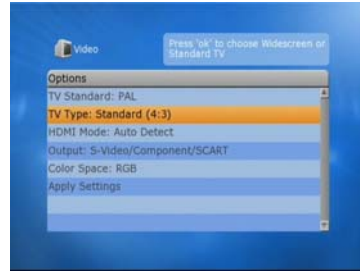 Video
Press 'ok' to choose Widescreen or
Standard TV
Options
TV Standard: PAL
TV Type: Standard (4:3)
HDMI Mode: Auto Detect
Output: S-Video/Component/SCART
Color Space: RGB
Apply Settings